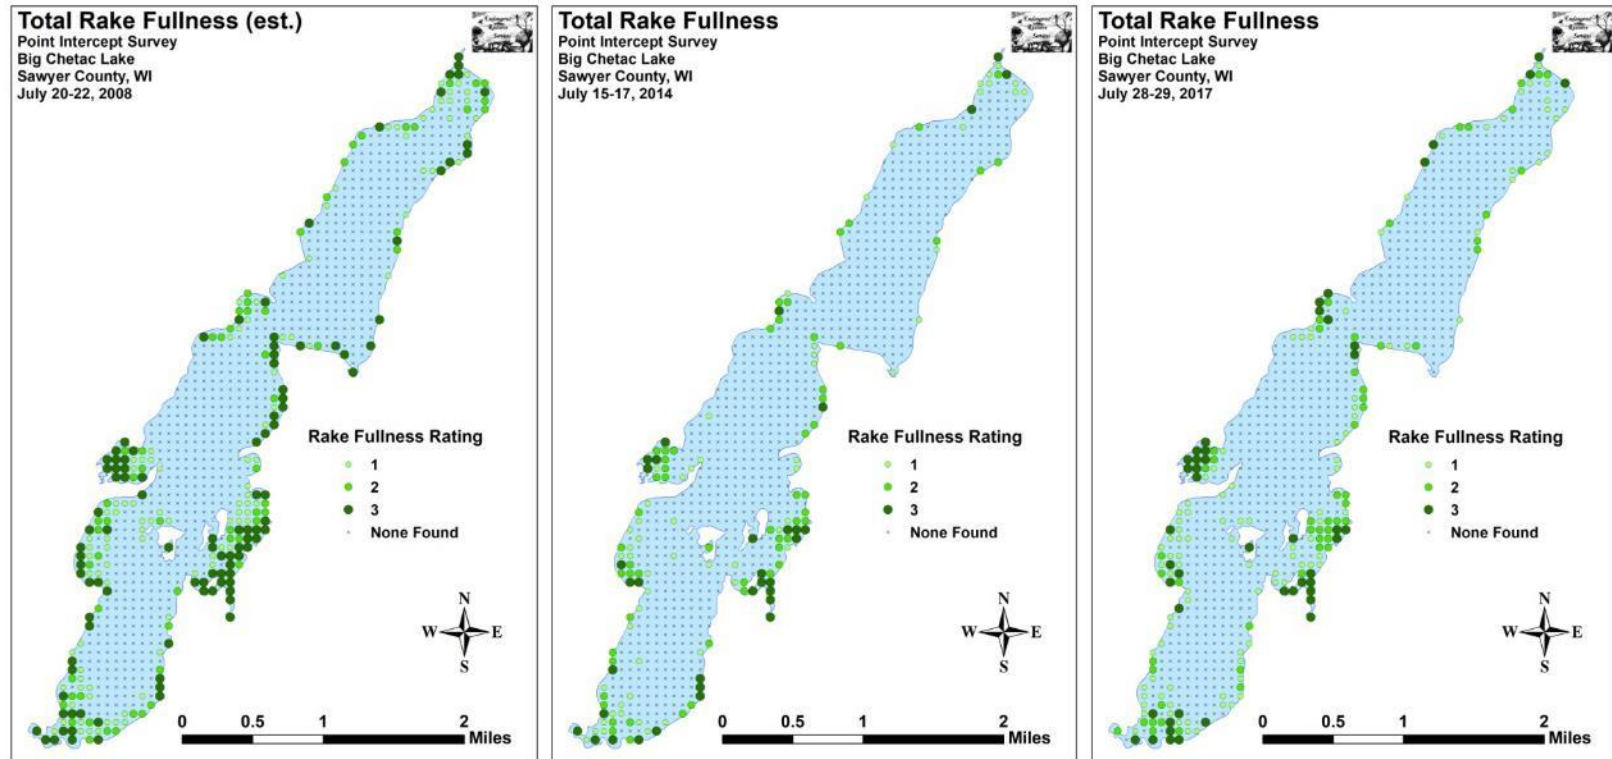 Total Rake Fullness (est.)
Point Intercept Survey
Big Chetac Lake
Sawyer County, WI
July 20-22, 2008
Rake Fullness Rating
1
2
3
None Found
N
W E
S
0 0.5 1 2
Miles
Total Rake Fullness
Point Intercept Survey
Big Chetac Lake
Sawyer County, WI
July 15-17, 2014
Rake Fullness Rating
1
2
3
None Found
N
W E
S
0 0.5 1 2
Miles
Total Rake Fullness
Point Intercept Survey
Big Chetac Lake
Sawyer County, WI
July 28-29, 2017
Rake Fullness Rating
1
2
3
None Found
N
W E
S
0 0.5 1 2
Miles